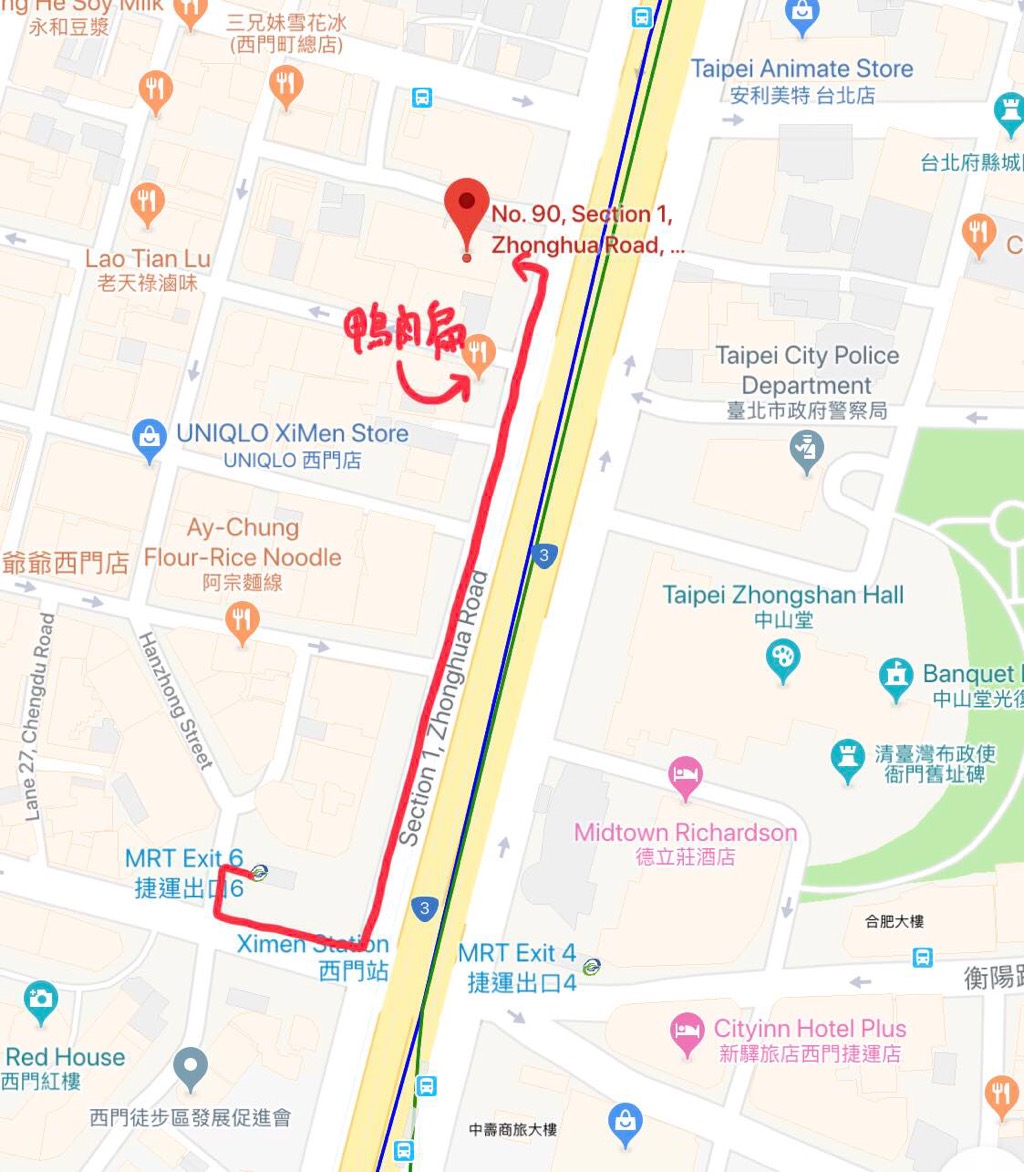 ng He Soy Milk
永和豆漿
三兄妹雪花冰
(西門町總店)
Taipei Animate Store
安利美特 台北店
台北府縣城
No. 90, Section 1,
Zhonghua Road, ...
Lao Tian Lu
老天祿滷味
C
鴨肉扁
Taipei City Police
Department
臺北市政府警察局
UNIQLO XiMen Store
UNIQLO 西門店
Ay-Chung
Flour-Rice Noodle
阿宗麵線
爺爺西門店
3
Taipei Zhongshan Hall
中山堂
Section 1, Zhonghua Road
Hanzhong Street
Lane 27, Chengdu Road
Banquet
中山堂光復
清臺灣布政使
衙門舊址碑
Midtown Richardson
德立莊酒店
MRT Exit 6
捷運出口6
3
合肥大樓
Ximen Station
西門站
MRT Exit 4
捷運出口4
衡陽路
Red House
西門紅樓
Cityinn Hotel Plus
新驛旅店西門捷運店
西門徒步區發展促進會
中壽商旅大樓